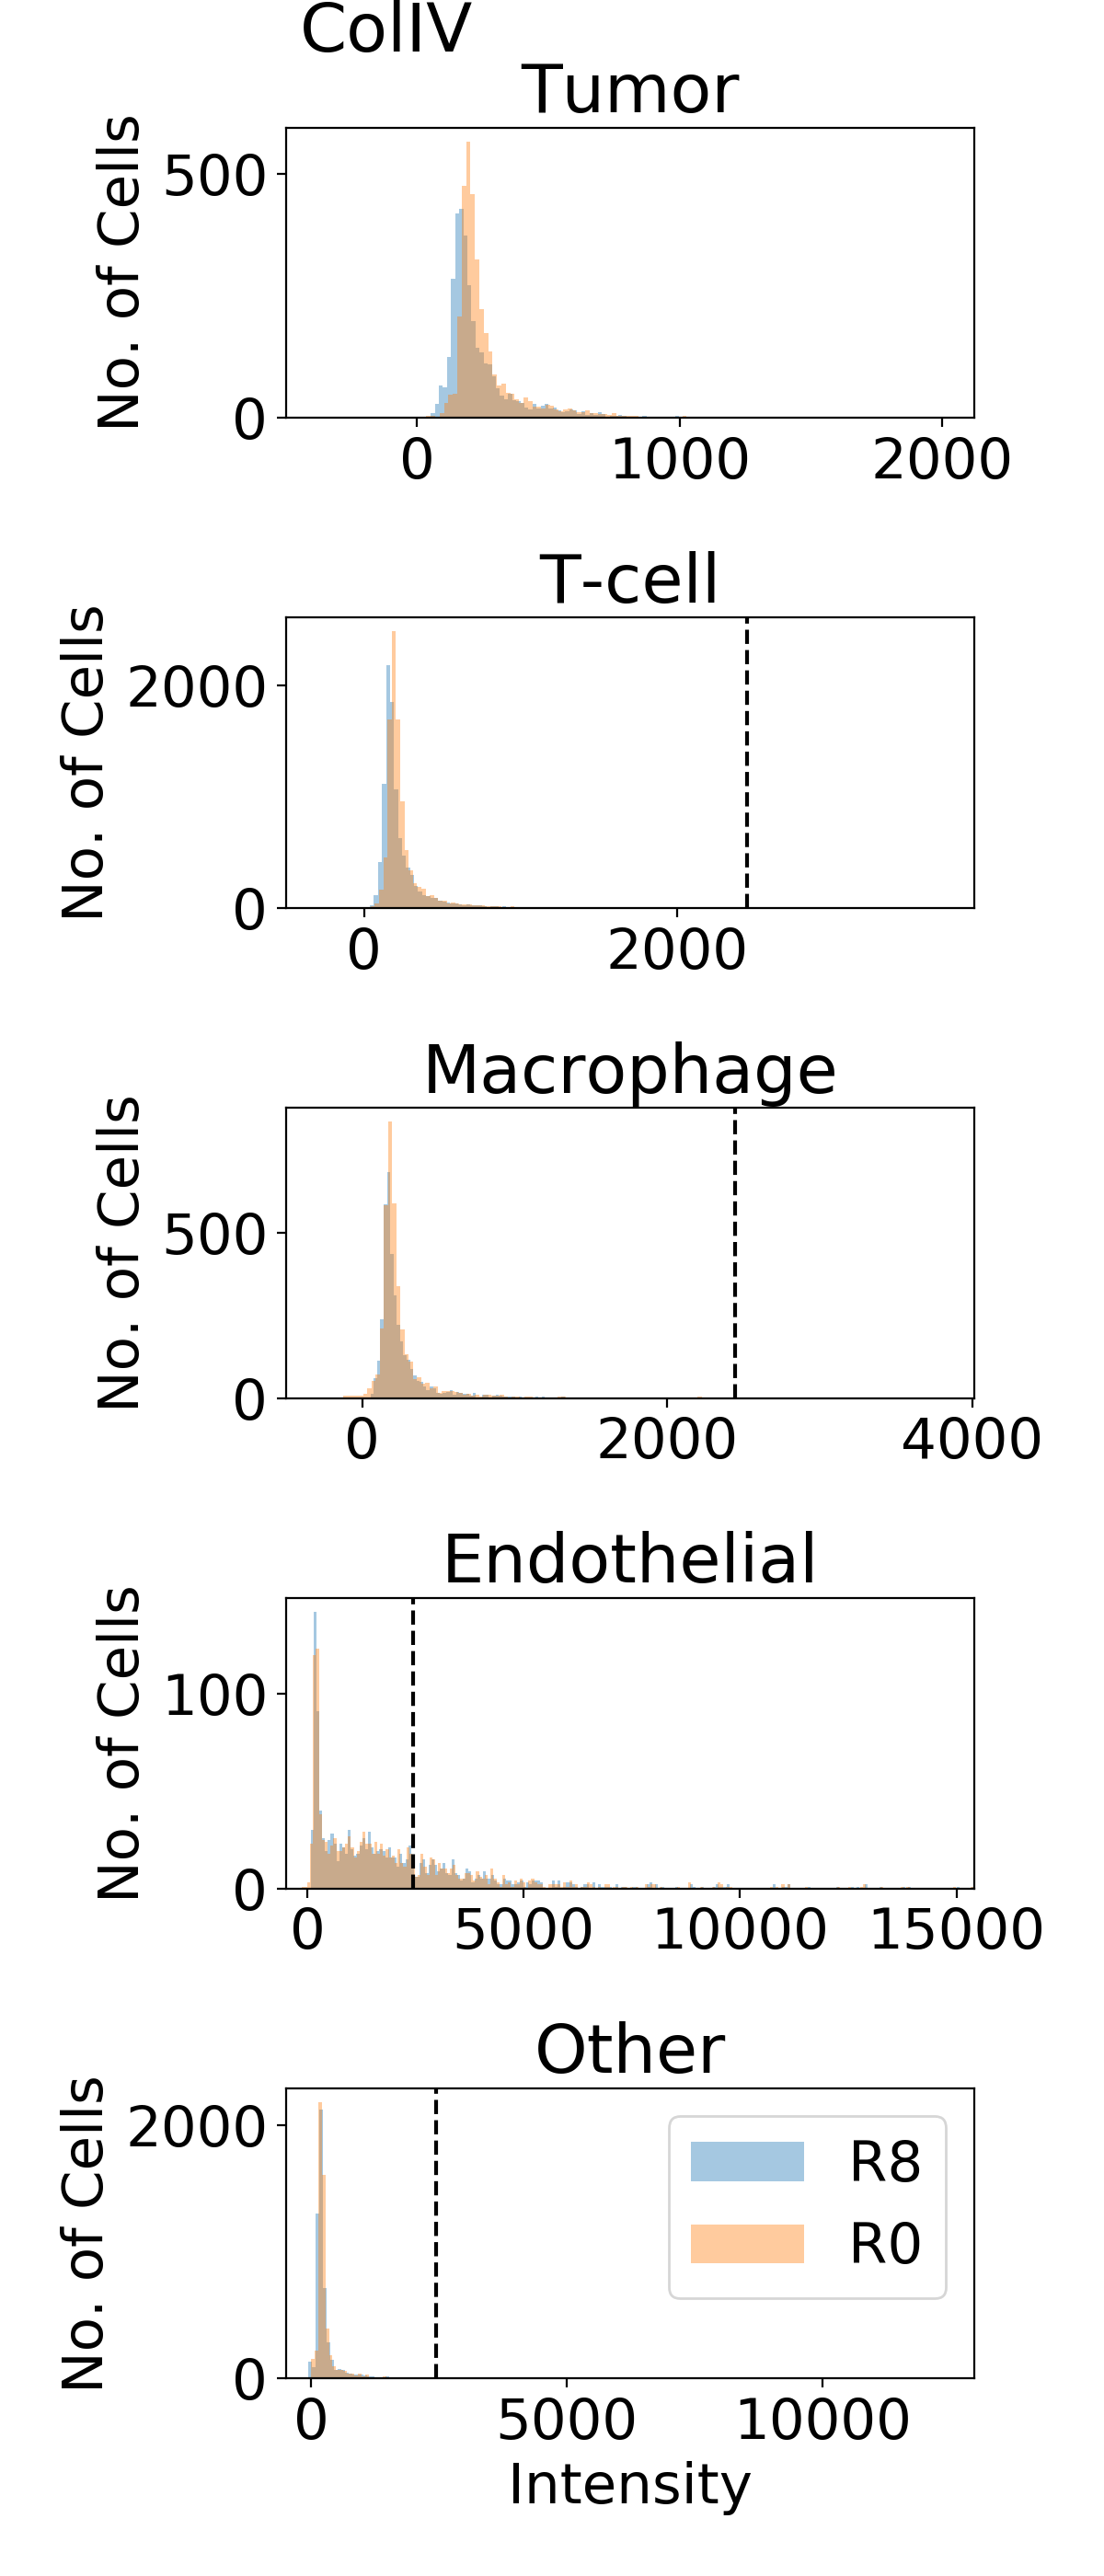 ColIV
Tumor
No. of Cells
500
0
0 1000 2000
T-cell
No. of Cells
2000
0
0 2000
Macrophage
No. of Cells
500
0
0 2000 4000
Endothelial
No. of Cells
100
0
0 5000 10000 15000
Other
No. of Cells
2000
0
R8
R0
0 5000 10000
Intensity